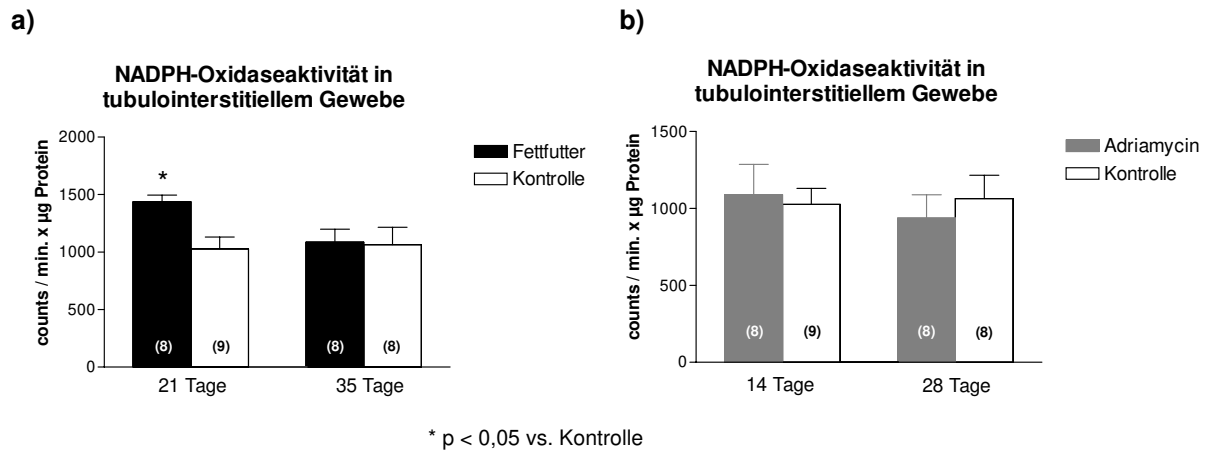 a)
NADPH-Oxidaseaktivität in
tubulointerstitiellem Gewebe
counts / min. x µg Protein
2000
1500
1000
500
0
*
(8)
(9)
(8)
(8)
21 Tage
35 Tage
Fettfutter
Kontrolle
b)
NADPH-Oxidaseaktivität in
tubulointerstitiellem Gewebe
counts / min. x µg Protein
1500
1000
500
0
(8)
(9)
(8)
(8)
14 Tage
28 Tage
Adriamycin
Kontrolle
* p < 0,05 vs. Kontrolle